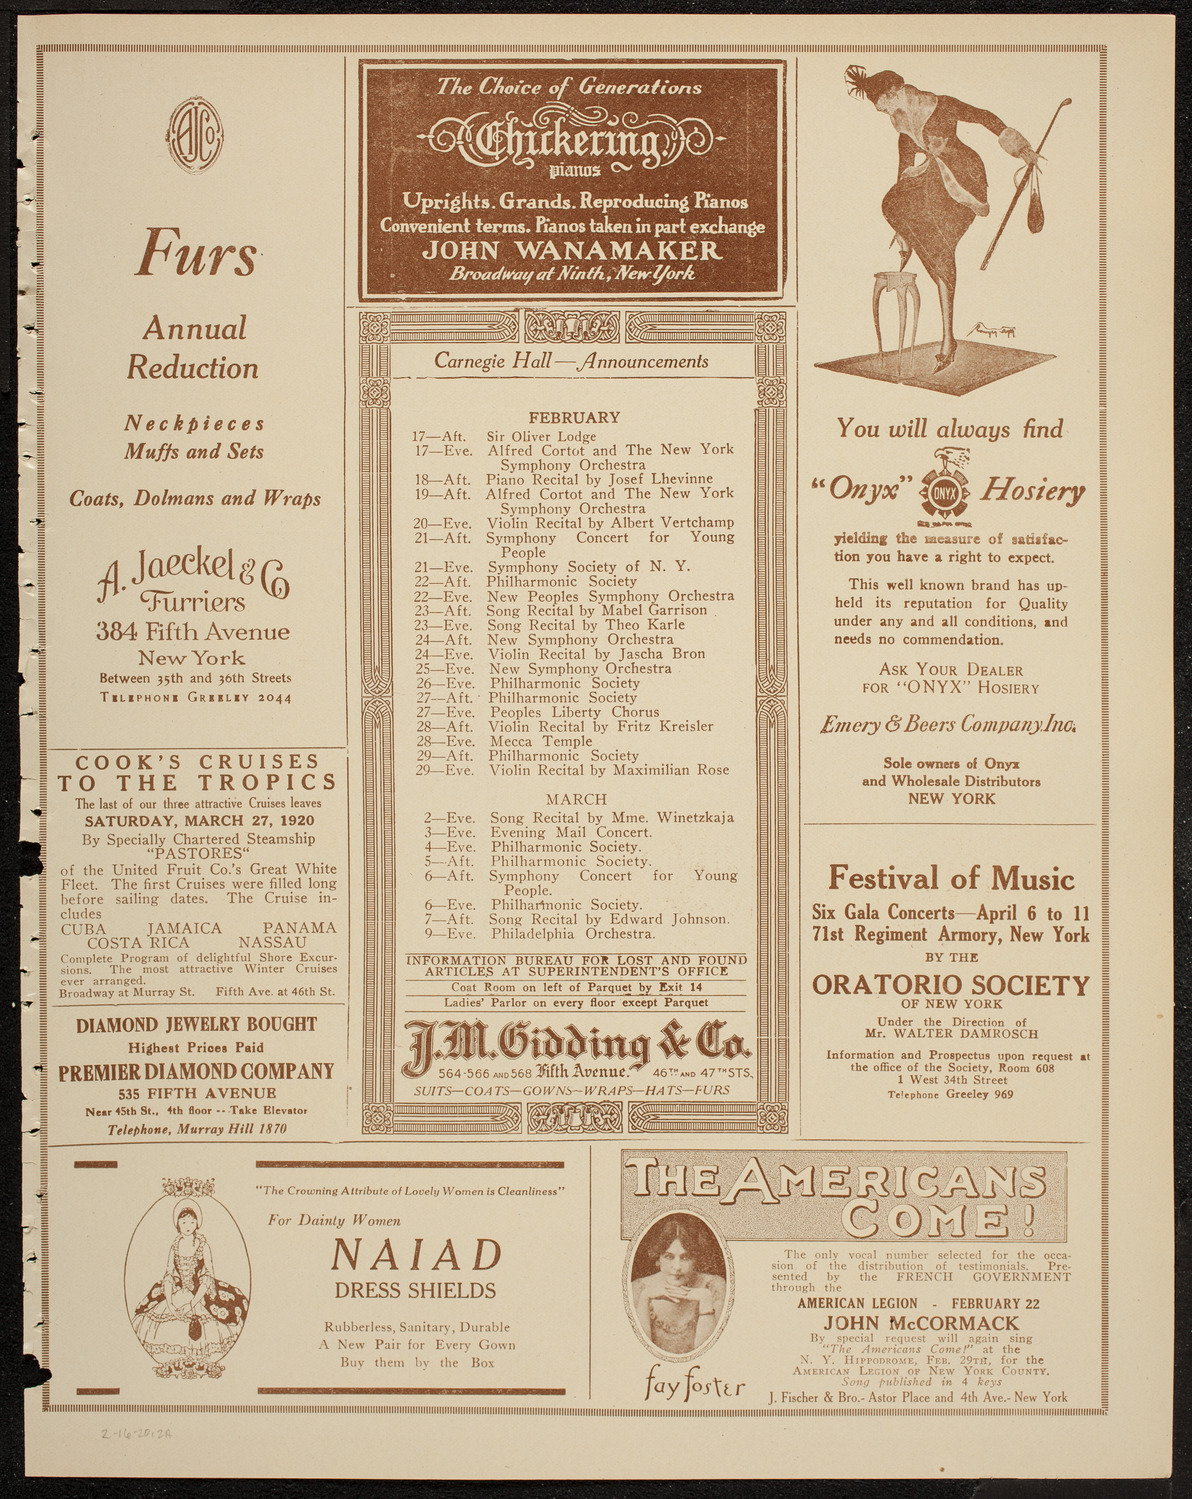 AJCo
Furs
Annual
Reduction
Neckpieces
Muffs and Sets
Coats, Dolmans and Wraps
A. Jaeckel & Co
Furriers
384 Fifth Avenue
New York
Between 35th and 36th Streets
TELEPHONE GREELEY 2044
COOK'S CRUISES
TO THE TROPICS
The last of our three attractive Cruises leaves
SATURDAY, MARCH 27, 1920
By Specially Chartered Steamship
"PASTORES"
of the United Fruit Co.'s Great White
Fleet. The first Cruises were filled long
before sailing dates. The Cruise in-
cludes
CUBA JAMAICA PANAMA
COSTA RICA NASSAU
Complete Program of delightful Shore Excur-
sions. The most attractive Winter Cruises
ever arranged.
Broadway at Murray St. Fifth Ave. at 46th St.
DIAMOND JEWELRY BOUGHT
Highest Prices Paid
PREMIER DIAMOND COMPANY
535 FIFTH AVENUE
Near 45th St., 4th floor -- Take Elevator
Telephone, Murray Hill 1870
The Choice of Generations
Chickering
pianos
Uprights. Grands. Reproducing Pianos
Convenient terms. Pianos taken in part exchange
JOHN WANAMAKER
Broadway at Ninth, New York
Carnegie Hall—Announcements
FEBRUARY
17—Aft. Sir Oliver Lodge
17—Eve. Alfred Cortot and The New York
Symphony Orchestra
18—Aft. Piano Recital by Josef Lhevinne
19—Aft. Alfred Cortot and The New York
Symphony Orchestra
20—Eve. Violin Recital by Albert Vertchamp
21—Aft. Symphony Concert for Young
People
21—Eve. Symphony Society of N. Y.
22—Aft. Philharmonic Society
22—Eve. New Peoples Symphony Orchestra
23—Aft. Song Recital by Mabel Garrison
23—Eve. Song Recital by Theo Karle
24—Aft. New Symphony Orchestra
24—Eve. Violin Recital by Jascha Bron
25—Eve. New Symphony Orchestra
26—Eve. Philharmonic Society
27—Aft. Philharmonic Society
27—Eve. Peoples Liberty Chorus
28—Aft. Violin Recital by Fritz Kreisler
28—Eve. Mecca Temple
29—Aft. Philharmonic Society
29—Eve. Violin Recital by Maximilian Rose
MARCH
2—Eve. Song Recital by Mme. Winetzkaja
3—Eve. Evening Mail Concert.
4—Eve. Philharmonic Society.
5—Aft. Philharmonic Society.
6—Aft. Symphony Concert for Young
People.
6—Eve. Philharmonic Society.
7—Aft. Song Recital by Edward Johnson.
9—Eve. Philadelphia Orchestra.
INFORMATION BUREAU FOR LOST AND FOUND
ARTICLES AT SUPERINTENDENT'S OFFICE
Coat Room on left of Parquet by Exit 14
Ladies' Parlor on every floor except Parquet
J.M. Gidding & Co.
564-566 AND 568 Fifth Avenue. 46TH AND 47TH STS.
SUITS—COATS—GOWNS—WRAPS—HATS—FURS
You will always find
"Onyx" ONYX Hosiery
yielding the measure of satisfac-
tion you have a right to expect.
This well known brand has up-
held its reputation for Quality
under any and all conditions, and
needs no commendation.
ASK YOUR DEALER
FOR "ONYX" HOSIERY
Emery & Beers Company, Inc.
Sole owners of Onyx
and Wholesale Distributors
NEW YORK
Festival of Music
Six Gala Concerts—April 6 to 11
71st Regiment Armory, New York
BY THE
ORATORIO SOCIETY
OF NEW YORK
Under the Direction of
Mr. WALTER DAMROSCH
Information and Prospectus upon request at
the office of the Society, Room 608
1 West 34th Street
Telephone Greeley 969
"The Crowning Attribute of Lovely Women is Cleanliness"
For Dainty Women
NAIAD
DRESS SHIELDS
Rubberless, Sanitary, Durable
A New Pair for Every Gown
Buy them by the Box
THE AMERICANS
COME!
The only vocal number selected for the occa-
sion of the distribution of testimonials. Pre-
sented by the FRENCH GOVERNMENT
through the
AMERICAN LEGION - FEBRUARY 22
JOHN McCORMACK
By special request will again sing
"The Americans Come!" at the
N. Y. HIPPODROME, FEB. 29TH, for the
AMERICAN LEGION OF NEW YORK COUNTY.
Song published in 4 keys
J. Fischer & Bro.- Astor Place and 4th Ave.- New York
fay foster
2-16-20, 2A